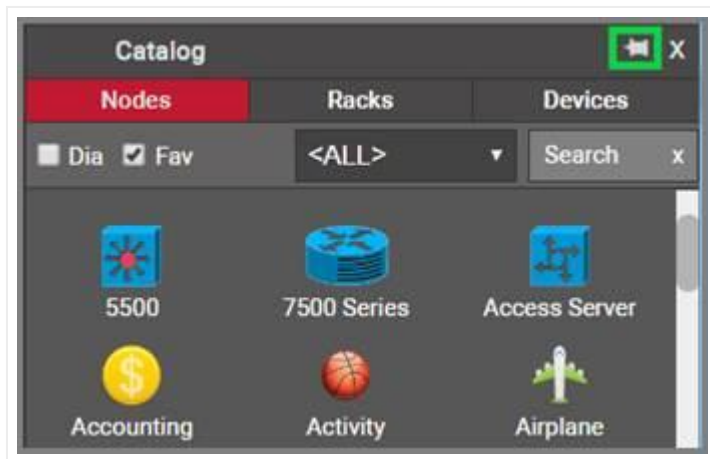 Catalog X
Nodes Racks Devices
Dia Fav <ALL> Search x
5500 7500 Series Access Server
Accounting Activity Airplane